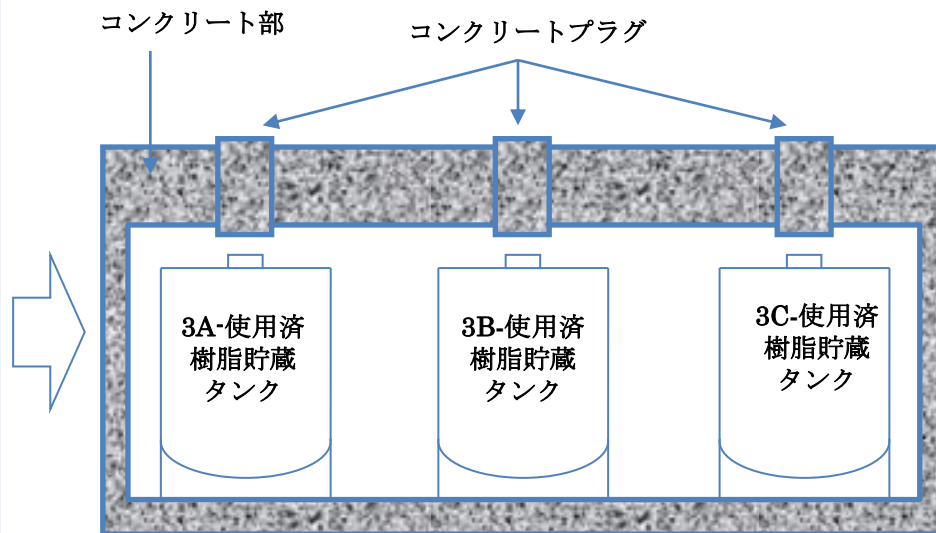 コンクリート部
コンクリートプラグ
3A-使用済
樹脂貯蔵
タンク
3B-使用済
樹脂貯蔵
タンク
3C-使用済
樹脂貯蔵
タンク